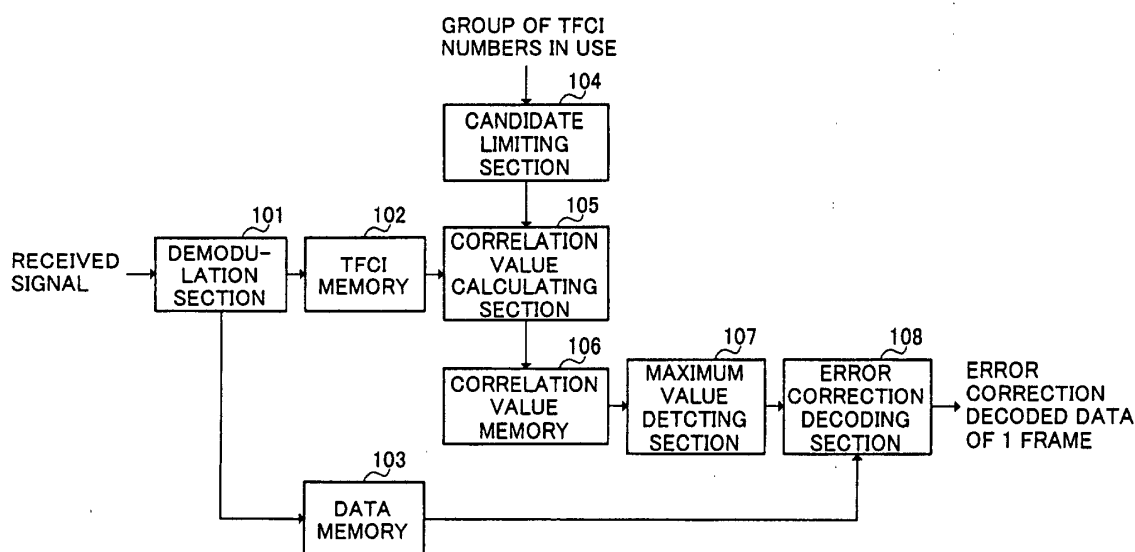 GROUP OF TFCI
NUMBERS IN USE
104
CANDIDATE
LIMITING
SECTION
101
102
105
RECEIVED
SIGNAL
DEMODU-
LATION
SECTION
TFCI
MEMORY
CORRELATION
VALUE
CALCULATING
SECTION
106
107
108
CORRELATION
VALUE
MEMORY
MAXIMUM
VALUE
DETCTING
SECTION
ERROR
CORRECTION
DECODING
SECTION
ERROR
CORRECTION
DECODED DATA
OF 1 FRAME
103
DATA
MEMORY